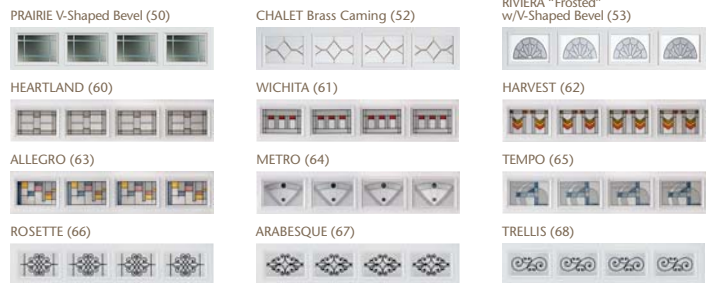 RIVIERA "Frosted"
PRAIRIE V-Shaped Bevel (50)
CHALET Brass Caming (52)
w/V-Shaped Bevel (53)
HEARTLAND (60)
WICHITA (61)
HARVEST (62)
ALLEGRO (63)
METRO (64)
TEMPO (65)
ROSETTE (66)
ARABESQUE (67)
TRELLIS (68)